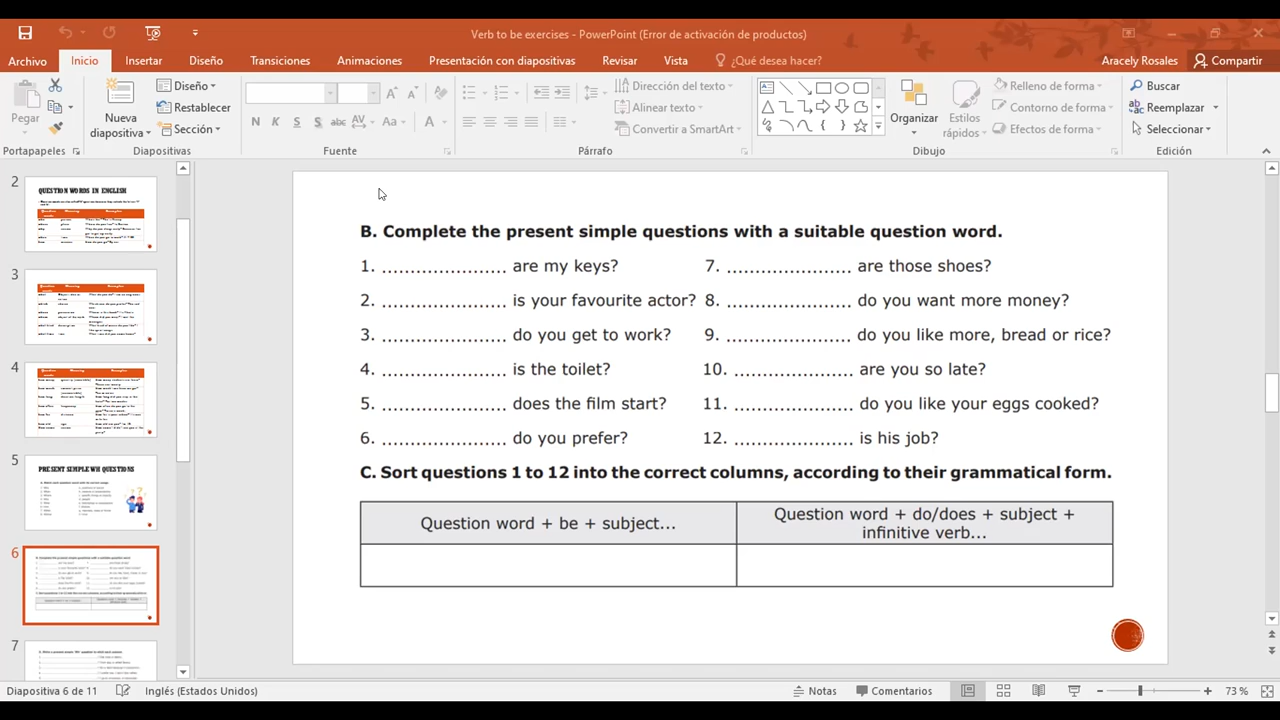 Verb to be exercises - PowerPoint (Error de activación de productos)
Archivo Inicio Insertar Diseño Transiciones Animaciones Presentación con diapositivas Revisar Vista ¿Qué desea hacer? Aracely Rosales Compartir
Pegar
Nueva diapositiva
Diseño
Restablecer
Sección
N K S S abc AV Aa A
Dirección del texto
Alinear texto
Convertir a SmartArt
Organizar
Estilos rápidos
Relleno de forma
Contorno de forma
Efectos de forma
Buscar
Reemplazar
Seleccionar
Portapapeles Diapositivas Fuente Párrafo Dibujo Edición
2
QUESTION WORDS IN ENGLISH
3
4
5
PRESENT SIMPLE WH QUESTIONS
6
7
B. Complete the present simple questions with a suitable question word.
1. ...................... are my keys?
2. ...................... is your favourite actor?
3. ...................... do you get to work?
4. ...................... is the toilet?
5. ...................... does the film start?
6. ...................... do you prefer?
7. ...................... are those shoes?
8. ...................... do you want more money?
9. ...................... do you like more, bread or rice?
10. ..................... are you so late?
11. ..................... do you like your eggs cooked?
12. ..................... is his job?
C. Sort questions 1 to 12 into the correct columns, according to their grammatical form.
Question word + be + subject...
Question word + do/does + subject +
infinitive verb...
Diapositiva 6 de 11 Inglés (Estados Unidos) Notas Comentarios 73 %